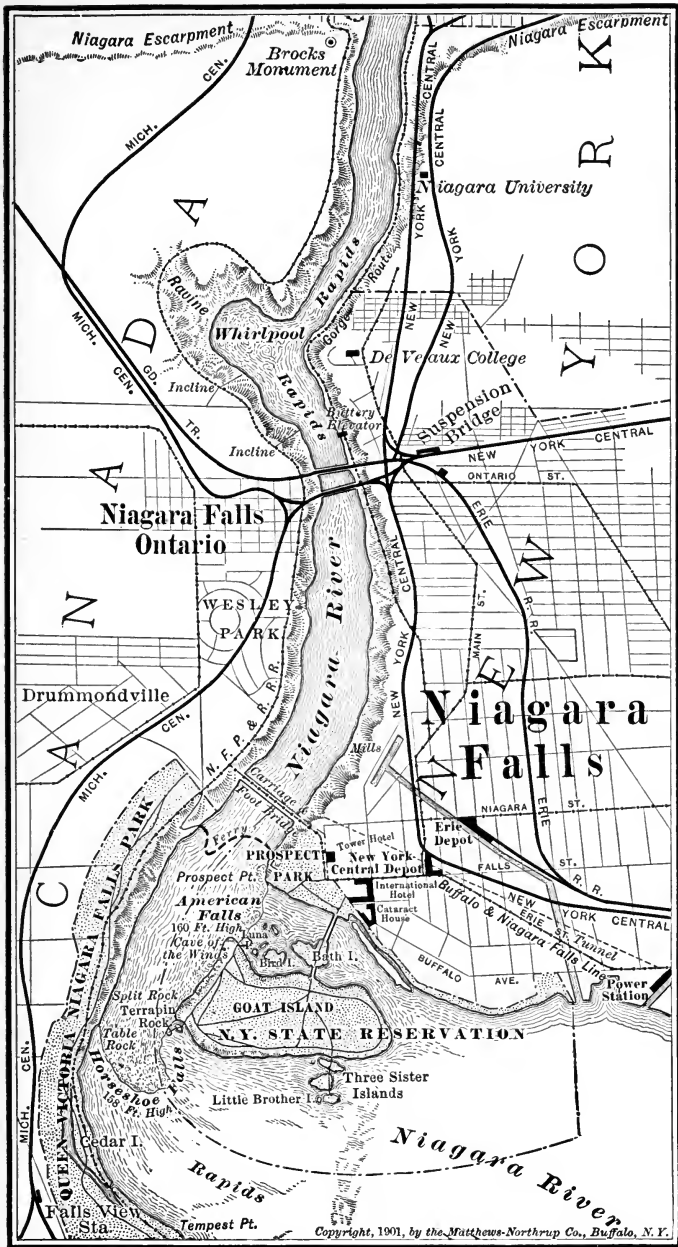 Niagara Escarpment
Brocks
Monument
Niagara Escarpment
MICH.
CEN.
CENTRAL
CENTRAL
YORK
YORK
NEW
NEW
Niagara University
CANADA
NEW YORK
Ravine
Rapids
Gorge Route
Whirlpool
De Veaux College
MICH.
CEN.
GD.
TR.
Incline
Rapids
Buttery
Elevator
Suspension
Bridge
NEW YORK CENTRAL
Incline
ONTARIO ST.
ERIE
R. R.
Niagara Falls
Ontario
CENTRAL
YORK
NEW
MAIN ST.
WESLEY
PARK
Niagara River
Drummondville
MICH. CEN.
N. F. P. & R. R. R.
Niagara
Falls
Mills
Carriage &
Foot Bridge
NIAGARA ST.
ERIE
Erie
Depot
Ferry
Tower Hotel
PROSPECT
PARK
New York
Central Depot
FALLS ST.
R. R.
Prospect Pt.
International
Hotel
NEW YORK CENTRAL
American
Falls
160 Ft. High
Cataract
House
Buffalo & Niagara Falls Line
ERIE ST.
Tunnel
Luna
Cave of
the Winds
Bird I.
Bath I.
BUFFALO AVE.
Power
Station
QUEEN VICTORIA NIAGARA FALLS PARK
Split Rock
Terrapin
Rock
Table
Rock
GOAT ISLAND
N.Y. STATE RESERVATION
Horseshoe Falls
158 Ft. High
Three Sister
Islands
Little Brother I.
MICH. CEN.
Cedar I.
Niagara River
Rapids
Falls View
Sta.
Tempest Pt.
Copyright, 1901, by the Matthews-Northrup Co., Buffalo, N.Y.